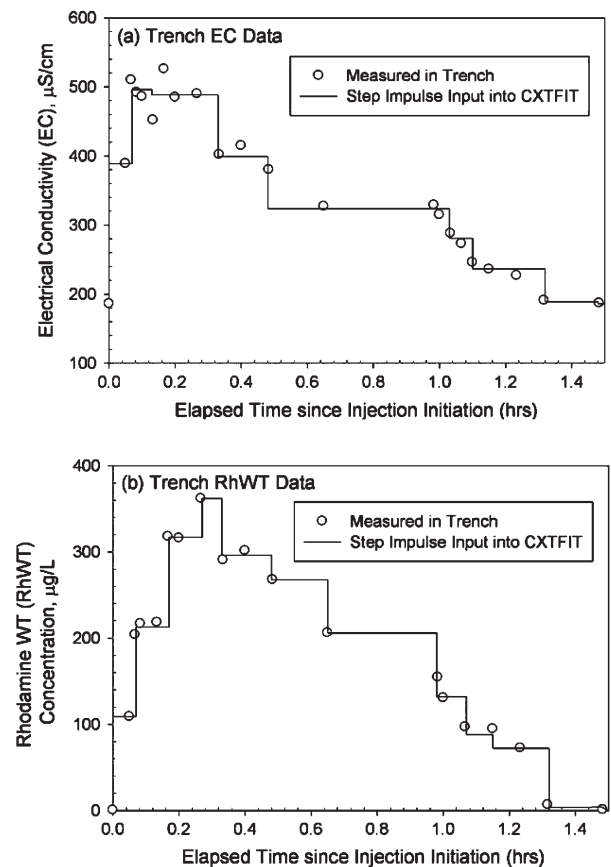 (a) Trench EC Data
Measured in Trench
Step Impulse Input into CXTFIT
Electrical Conductivity (EC), μS/cm
600
500
400
300
200
100
0.0 0.2 0.4 0.6 0.8 1.0 1.2 1.4
Elapsed Time since Injection Initiation (hrs)
(b) Trench RhWT Data
Measured in Trench
Step Impulse Input into CXTFIT
Rhodamine WT (RhWT)
Concentration, μg/L
400
300
200
100
0
0.0 0.2 0.4 0.6 0.8 1.0 1.2 1.4
Elapsed Time since Injection Initiation (hrs)